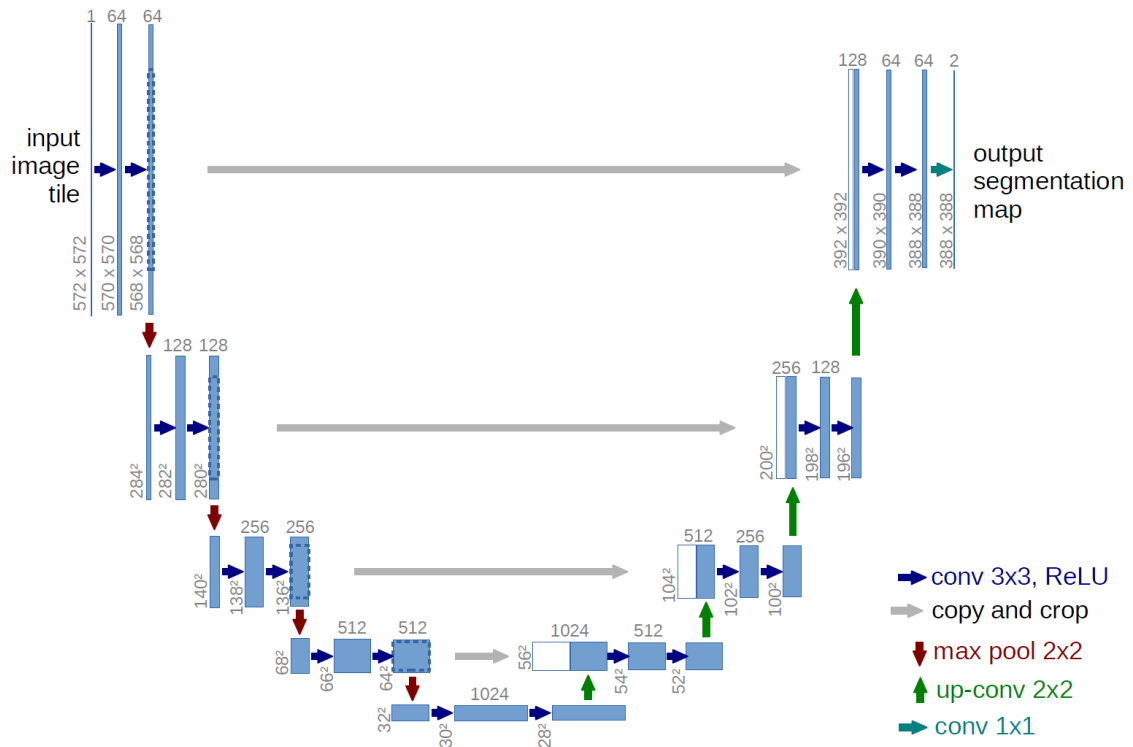 1 64 64
input
image
tile
572 x 572
570 x 570
568 x 568
128 64 64 2
output
segmentation
map
392 x 392
390 x 390
388 x 388
388 x 388
128 128
284²
282²
280²
256 128
200²
198²
196²
256 256
140²
138²
136²
512 256
104²
102²
100²
512 512
68²
66²
64²
1024 512
56²
54²
52²
1024
32²
30²
28²
conv 3x3, ReLU
copy and crop
max pool 2x2
up-conv 2x2
conv 1x1